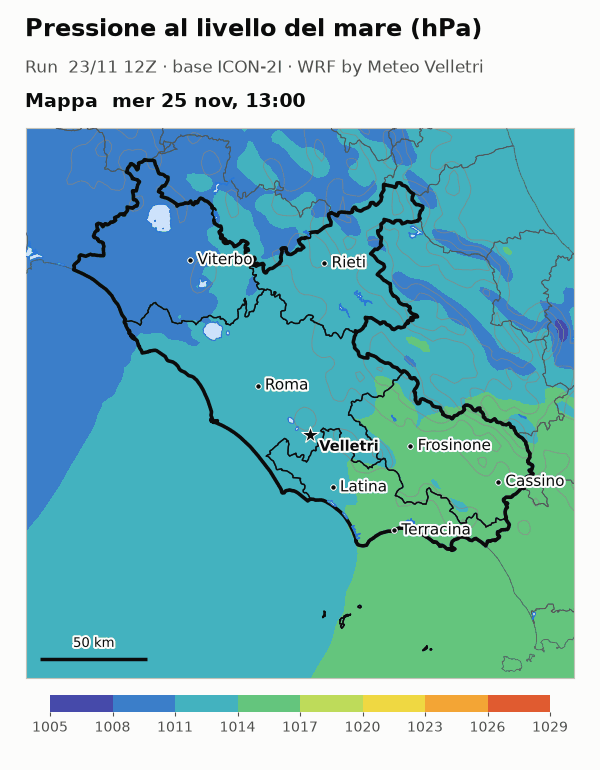 Pressione al livello del mare (hPa)
Run  23/11 12Z · base ICON-2I · WRF by Meteo Velletri
Mappa  mer 25 nov, 13:00
Viterbo
Rieti
Roma
Velletri
Frosinone
Cassino
Latina
Terracina
50 km
1005 1008 1011 1014 1017 1020 1023 1026 1029